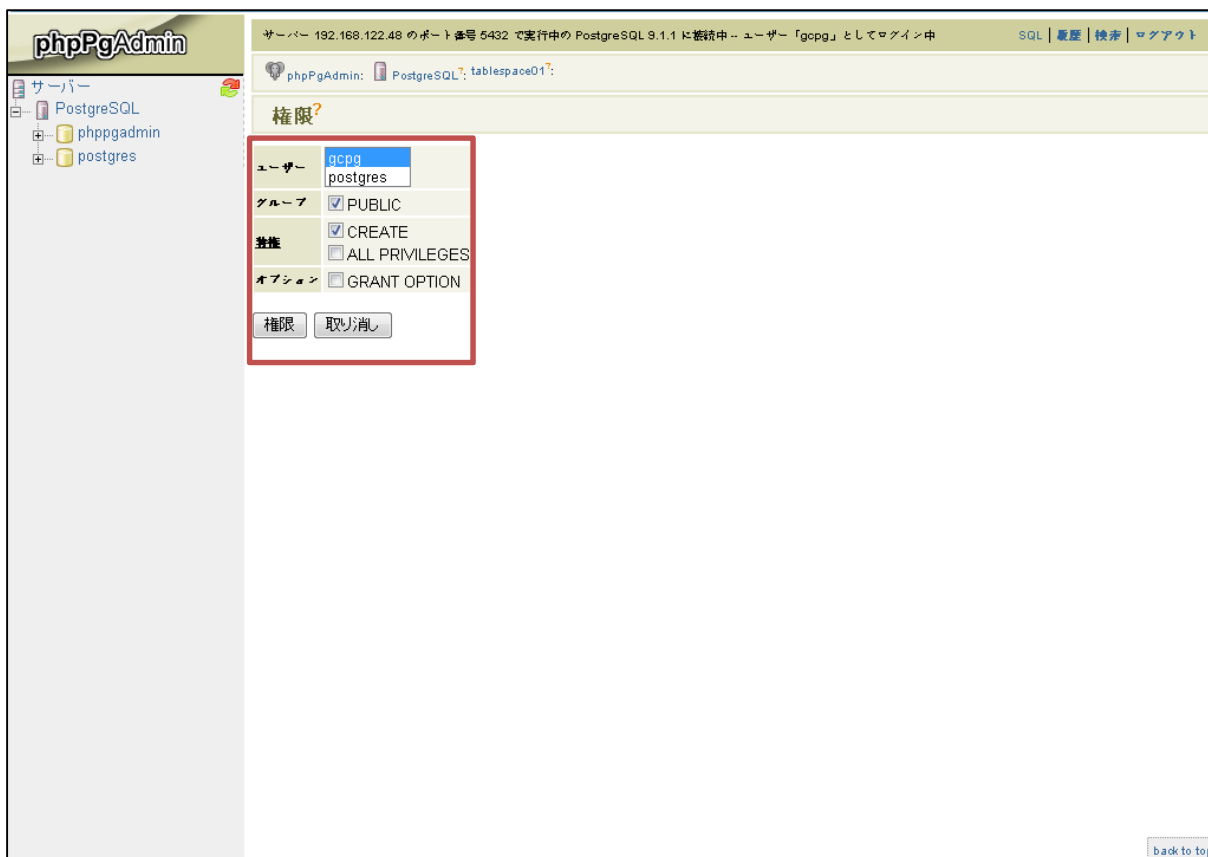 phpPgAdmin
サーバー 192.168.122.48 のポート番号 5432 で実行中の PostgreSQL 9.1.1 に接続中 -- ユーザー「gcpg」としてログイン中
SQL | 履歴 | 検索 | ログアウト
phpPgAdmin: PostgreSQL?: tablespace01?:
サーバー
PostgreSQL
phppgadmin
postgres
権限?
ユーザー gcpg
postgres
グループ PUBLIC
特権 CREATE
ALL PRIVILEGES
オプション GRANT OPTION
権限 取り消し
back to top